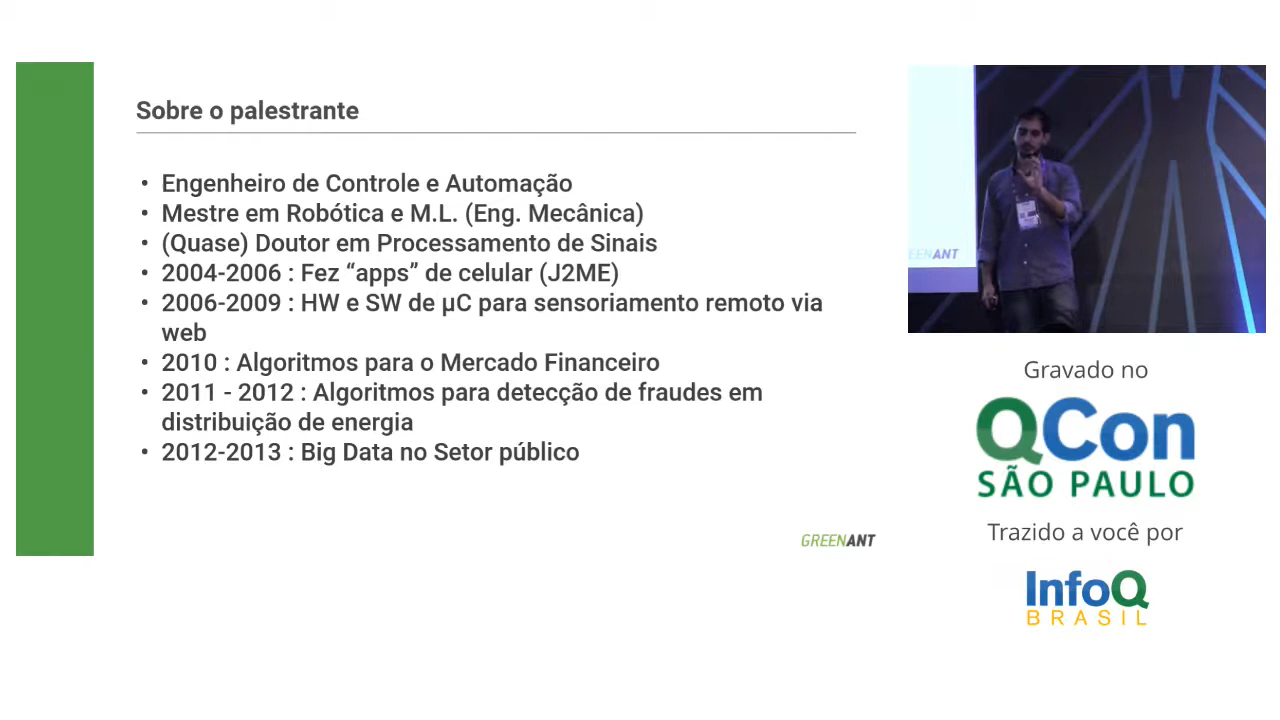 Sobre o palestrante
• Engenheiro de Controle e Automação
• Mestre em Robótica e M.L. (Eng. Mecânica)
• (Quase) Doutor em Processamento de Sinais
• 2004-2006 : Fez “apps” de celular (J2ME)
• 2006-2009 : HW e SW de µC para sensoriamento remoto via
web
• 2010 : Algoritmos para o Mercado Financeiro
• 2011 - 2012 : Algoritmos para detecção de fraudes em
distribuição de energia
• 2012-2013 : Big Data no Setor público
GREENANT
EENANT
Gravado no
QCon
SÃO PAULO
Trazido a você por
InfoQ
BRASIL